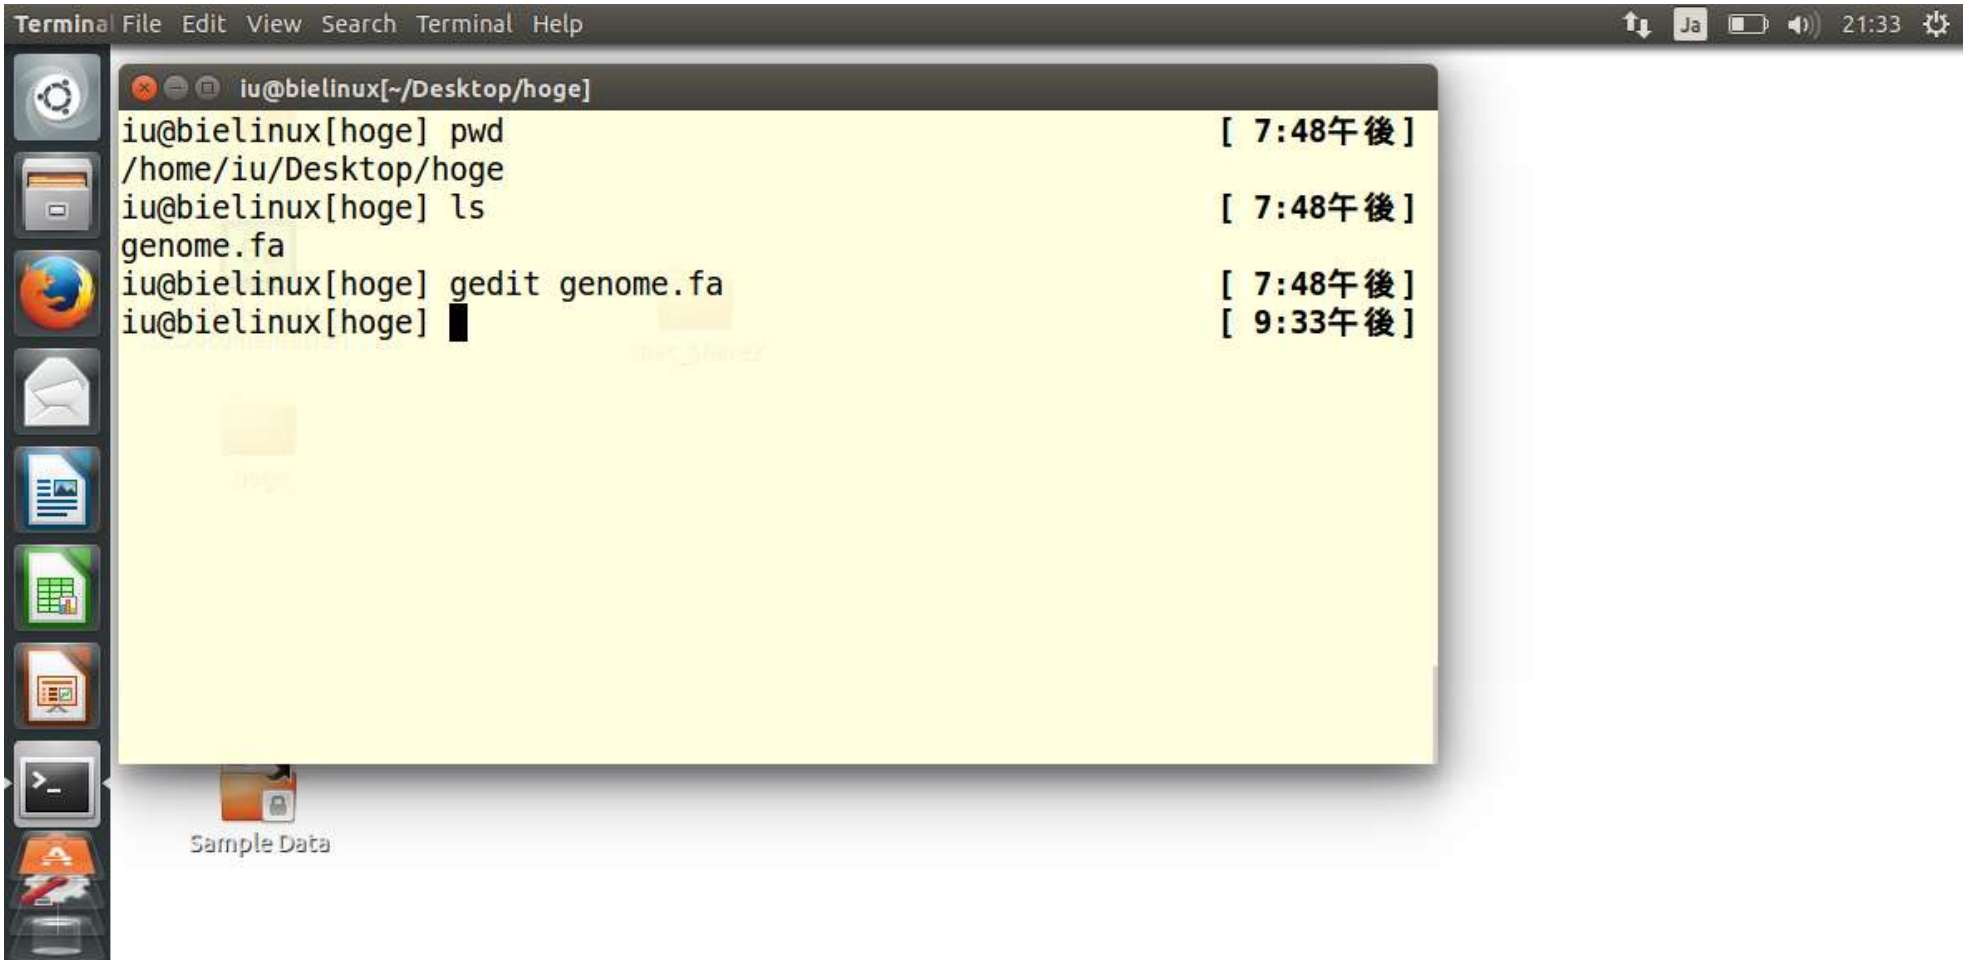 Terminal File Edit View Search Terminal Help
Ja 21:33
iu@bielinux[~/Desktop/hoge]
iu@bielinux[hoge] pwd [ 7:48午後]
/home/iu/Desktop/hoge
iu@bielinux[hoge] ls [ 7:48午後]
genome.fa
iu@bielinux[hoge] gedit genome.fa [ 7:48午後]
iu@bielinux[hoge] [ 9:33午後]
hoge
Sample Data